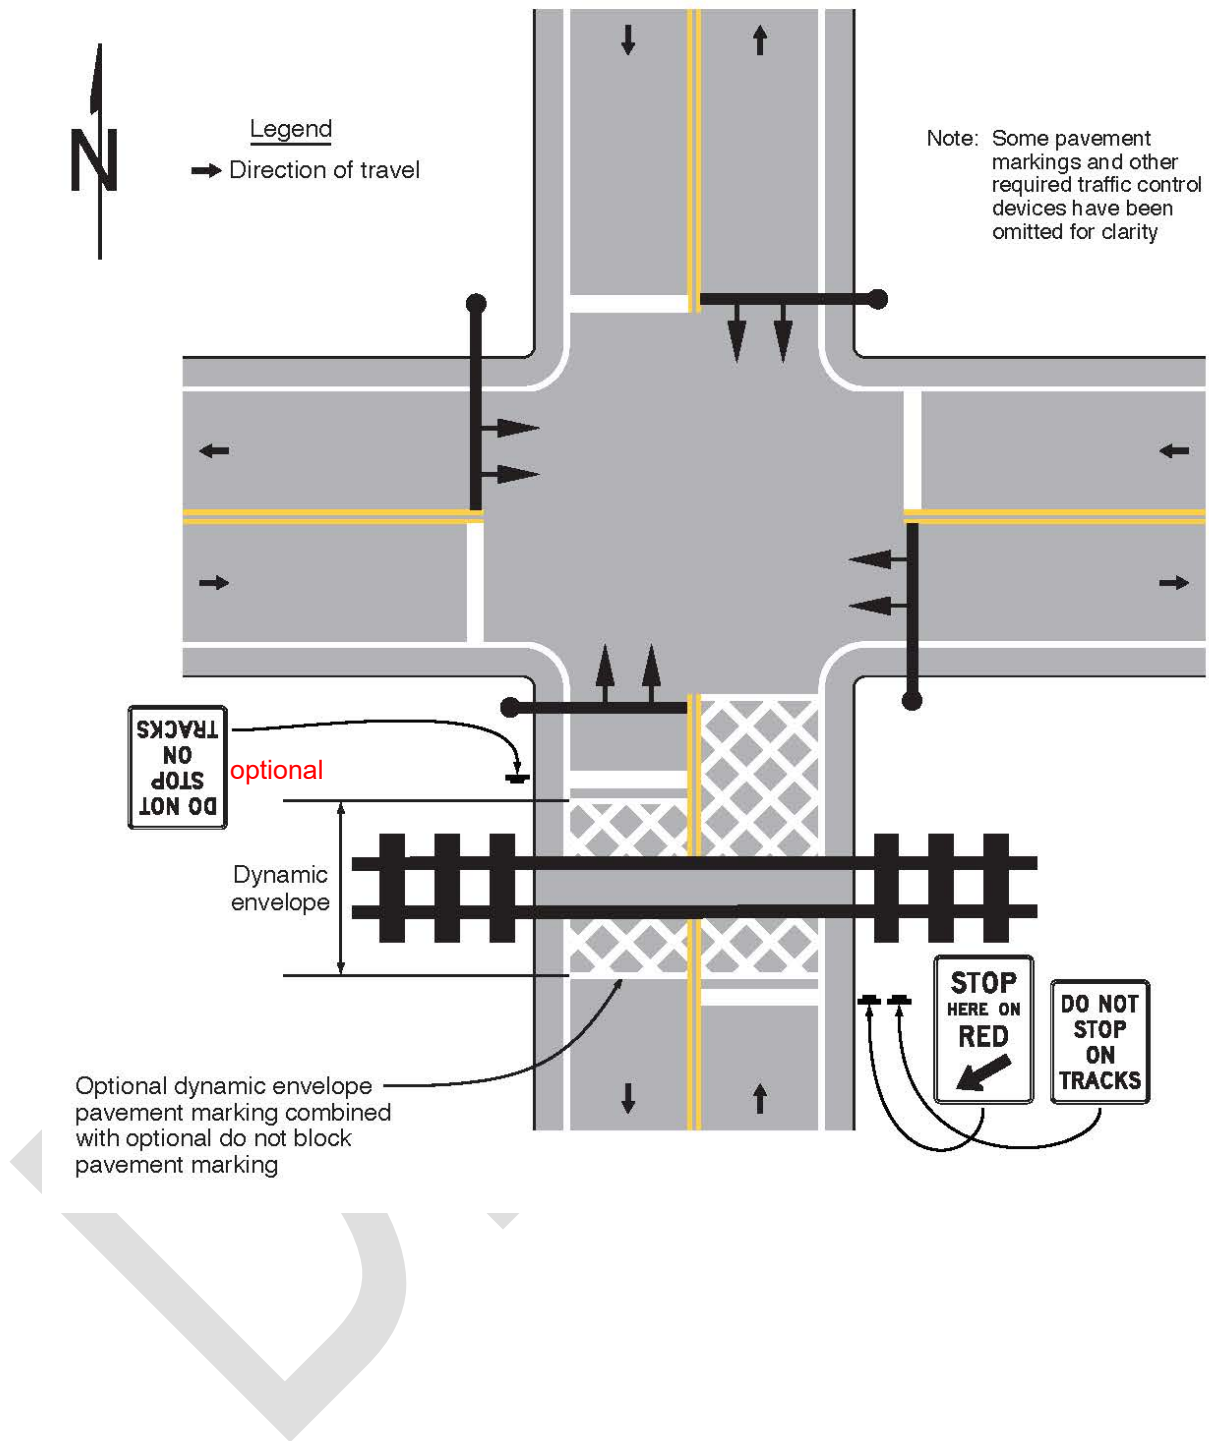 N
Legend
Direction of travel
Note: Some pavement
markings and other
required traffic control
devices have been
omitted for clarity
DO NOT
STOP
ON
TRACKS
optional
Dynamic
envelope
STOP
HERE ON
RED
DO NOT
STOP
ON
TRACKS
Optional dynamic envelope
pavement marking combined
with optional do not block
pavement marking